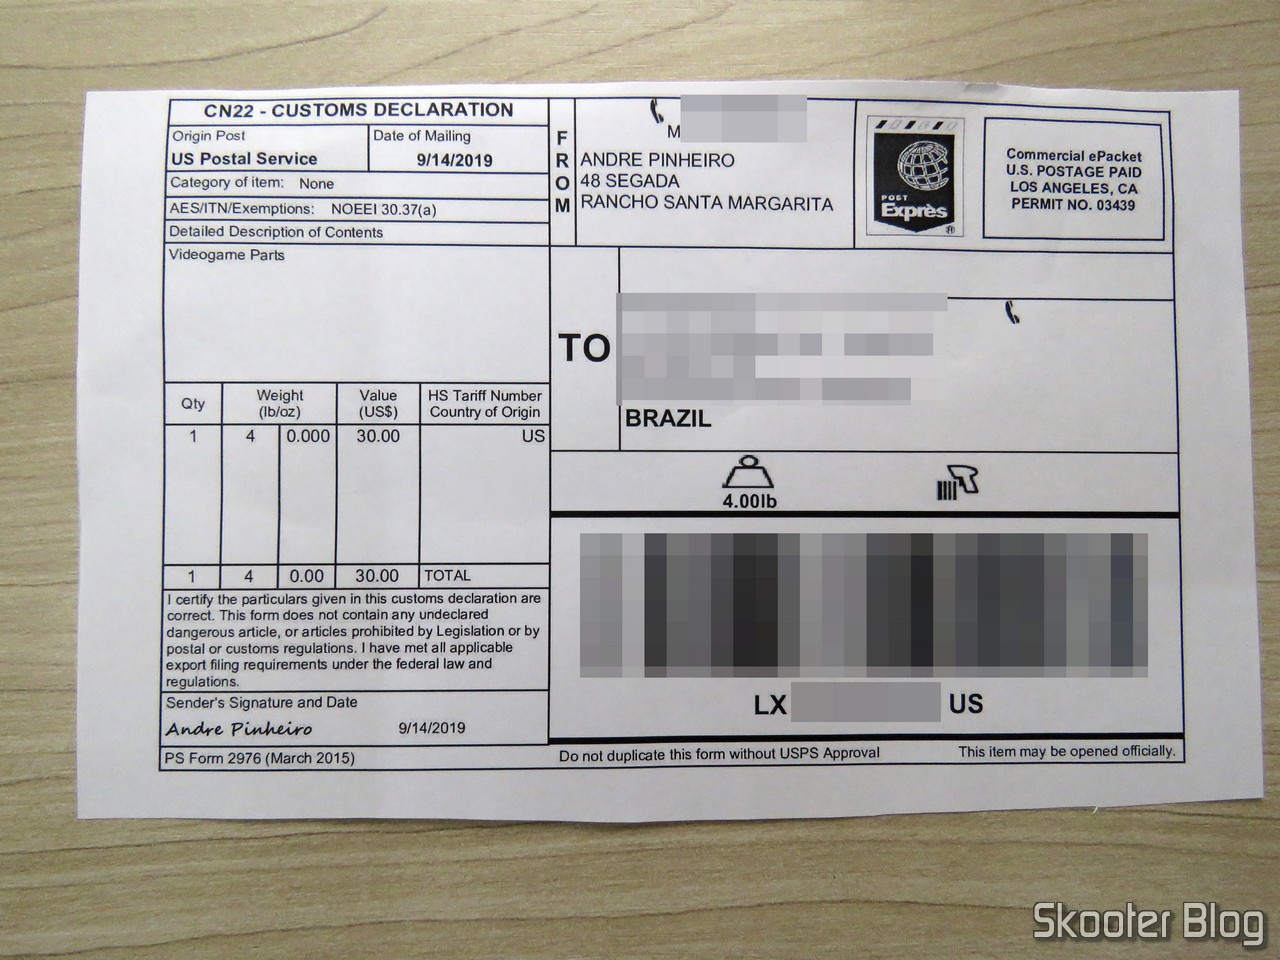 CN22 - CUSTOMS DECLARATION
Origin Post
US Postal Service
Date of Mailing
9/14/2019
Category of item: None
AES/ITN/Exemptions: NOEEI 30.37(a)
Detailed Description of Contents
Videogame Parts
Qty
Weight
(lb/oz)
Value
(US$)
HS Tariff Number
Country of Origin
1 4 0.000 30.00 US
1 4 0.00 30.00 TOTAL
I certify the particulars given in this customs declaration are
correct. This form does not contain any undeclared
dangerous article, or articles prohibited by Legislation or by
postal or customs regulations. I have met all applicable
export filing requirements under the federal law and
regulations.
Sender's Signature and Date
Andre Pinheiro 9/14/2019
PS Form 2976 (March 2015)
FROM
M
ANDRE PINHEIRO
48 SEGADA
RANCHO SANTA MARGARITA
POST
Exprès
®
Commercial ePacket
U.S. POSTAGE PAID
LOS ANGELES, CA
PERMIT NO. 03439
TO
BRAZIL
4.00lb
LX US
Do not duplicate this form without USPS Approval
This item may be opened officially.
Skooter Blog